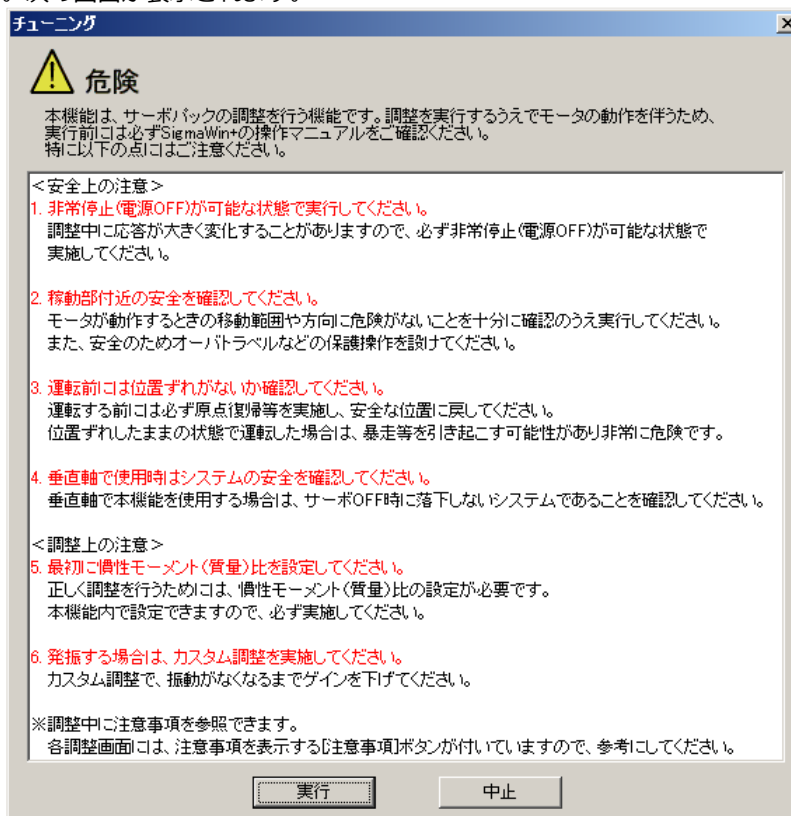 チューニング
危険
本機能は、サーボパックの調整を行う機能です。調整を実行するうえでモータの動作を伴うため、
実行前には必ずSigmaWin+の操作マニュアルをご確認ください。
特に以下の点にはご注意ください。
<安全上の注意>
1. 非常停止(電源OFF)が可能な状態で実行してください。
調整中に応答が大きく変化することがありますので、必ず非常停止(電源OFF)が可能な状態で
実施してください。
2. 稼動部付近の安全を確認してください。
モータが動作するときの移動範囲や方向に危険がないことを十分に確認のうえ実行してください。
また、安全のためオーバトラベルなどの保護操作を設けてください。
3. 運転前には位置ずれがないか確認してください。
運転する前には必ず原点復帰等を実施し、安全な位置に戻してください。
位置ずれしたままの状態で運転した場合は、暴走等を引き起こす可能性があり非常に危険です。
4. 垂直軸で使用時はシステムの安全を確認してください。
垂直軸で本機能を使用する場合は、サーボOFF時に落下しないシステムであることを確認してください。
<調整上の注意>
5. 最初に慣性モーメント(質量)比を設定してください。
正しく調整を行うためには、慣性モーメント(質量)比の設定が必要です。
本機能内で設定できますので、必ず実施してください。
6. 発振する場合は、カスタム調整を実施してください。
カスタム調整で、振動がなくなるまでゲインを下げてください。
※調整中に注意事項を参照できます。
各調整画面には、注意事項を表示する[注意事項]ボタンが付いていますので、参考にしてください。
実行
中止